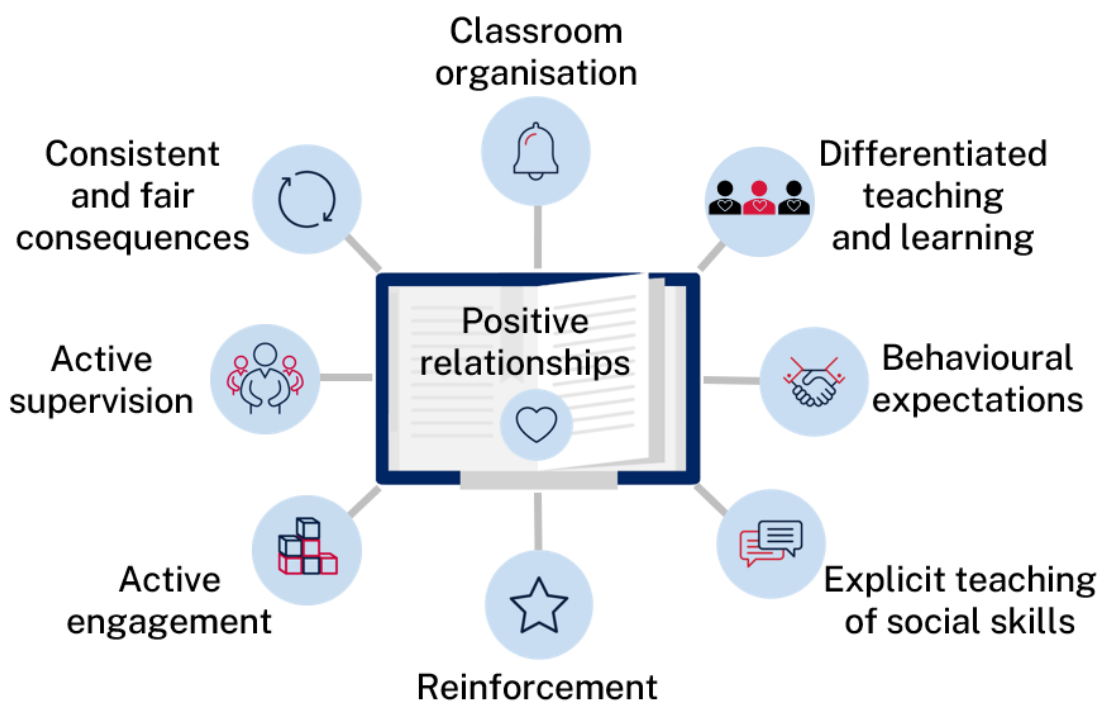 Classroom
organisation
Consistent
and fair
consequences
Differentiated
teaching
and learning
Positive
relationships
Active
supervision
Behavioural
expectations
Active
engagement
Explicit teaching
of social skills
Reinforcement